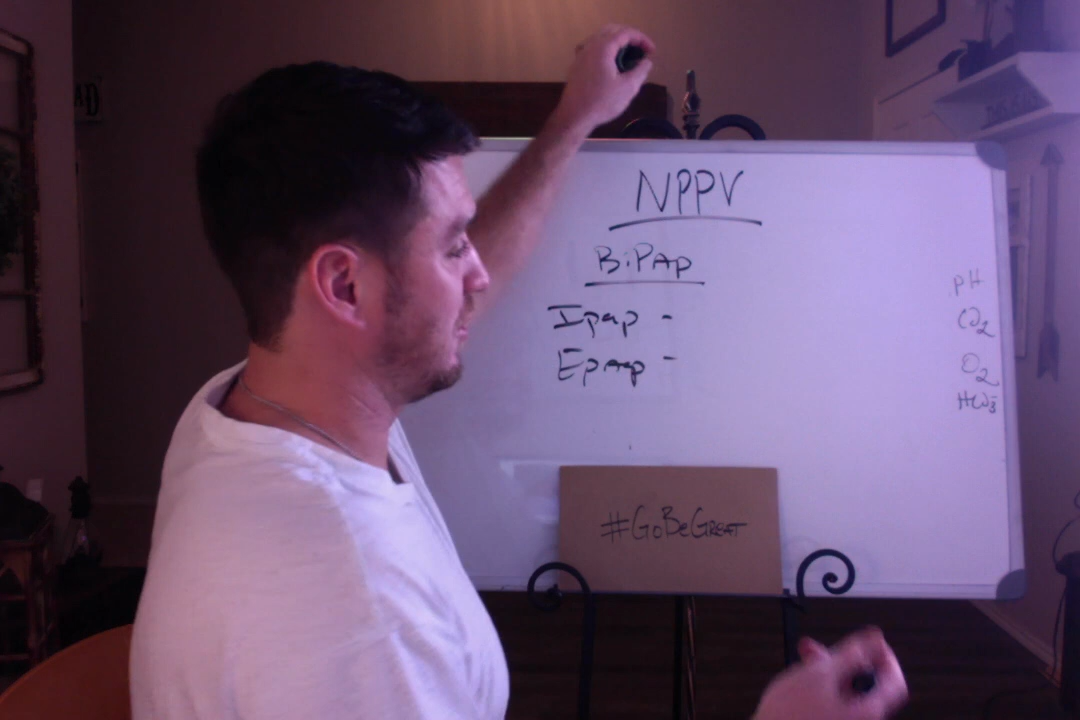 NPPV
BiPAP
Ipap -
Epap -
pH
CO2
O2
HCO3-
#GoBeGreat